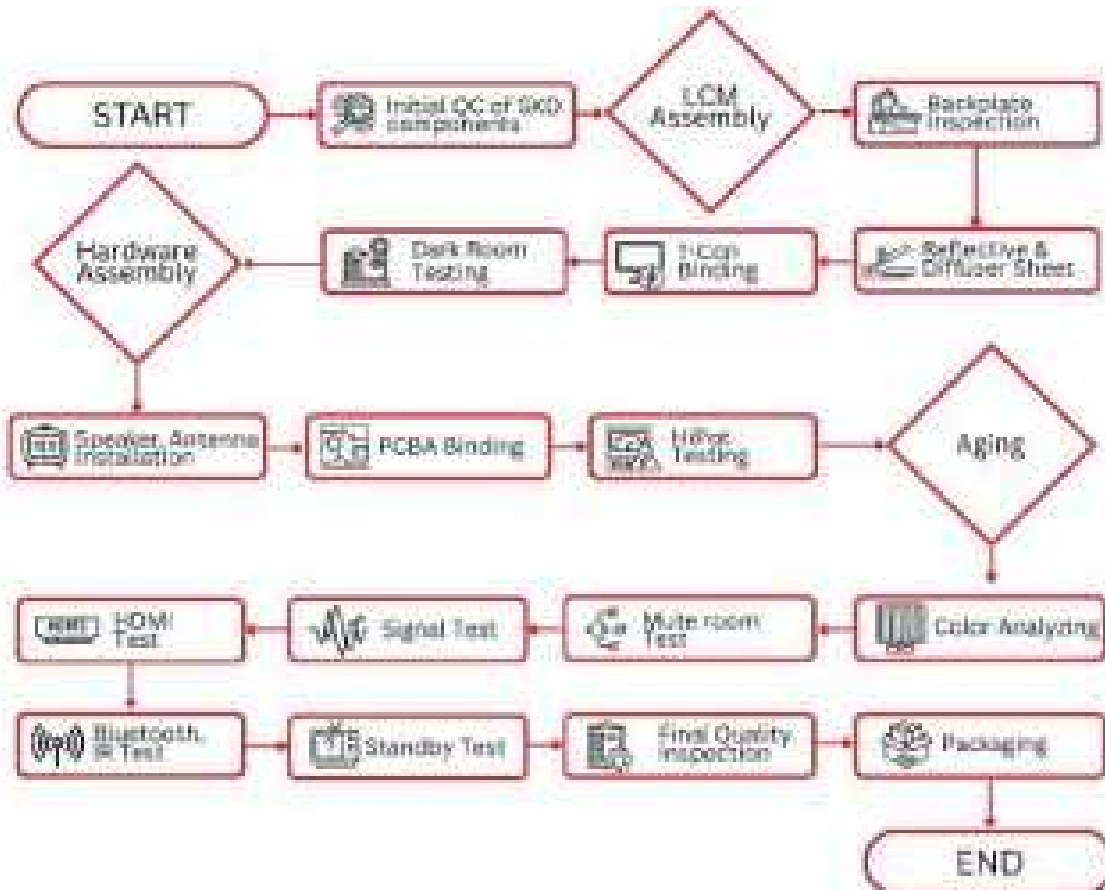 START
Initial QC of SKD
components
LCM
Assembly
Backplate
Inspection
Hardware
Assembly
Dark Room
Testing
T-Con
Binding
Reflective &
Diffuser Sheet
Speaker, Antenna
Installation
PCBA Binding
HiPot
Testing
Aging
HDMI
HDMI
Test
Signal Test
Mute room
Test
Color Analyzing
Bluetooth,
IR Test
Standby Test
Final Quality
Inspection
Packaging
END